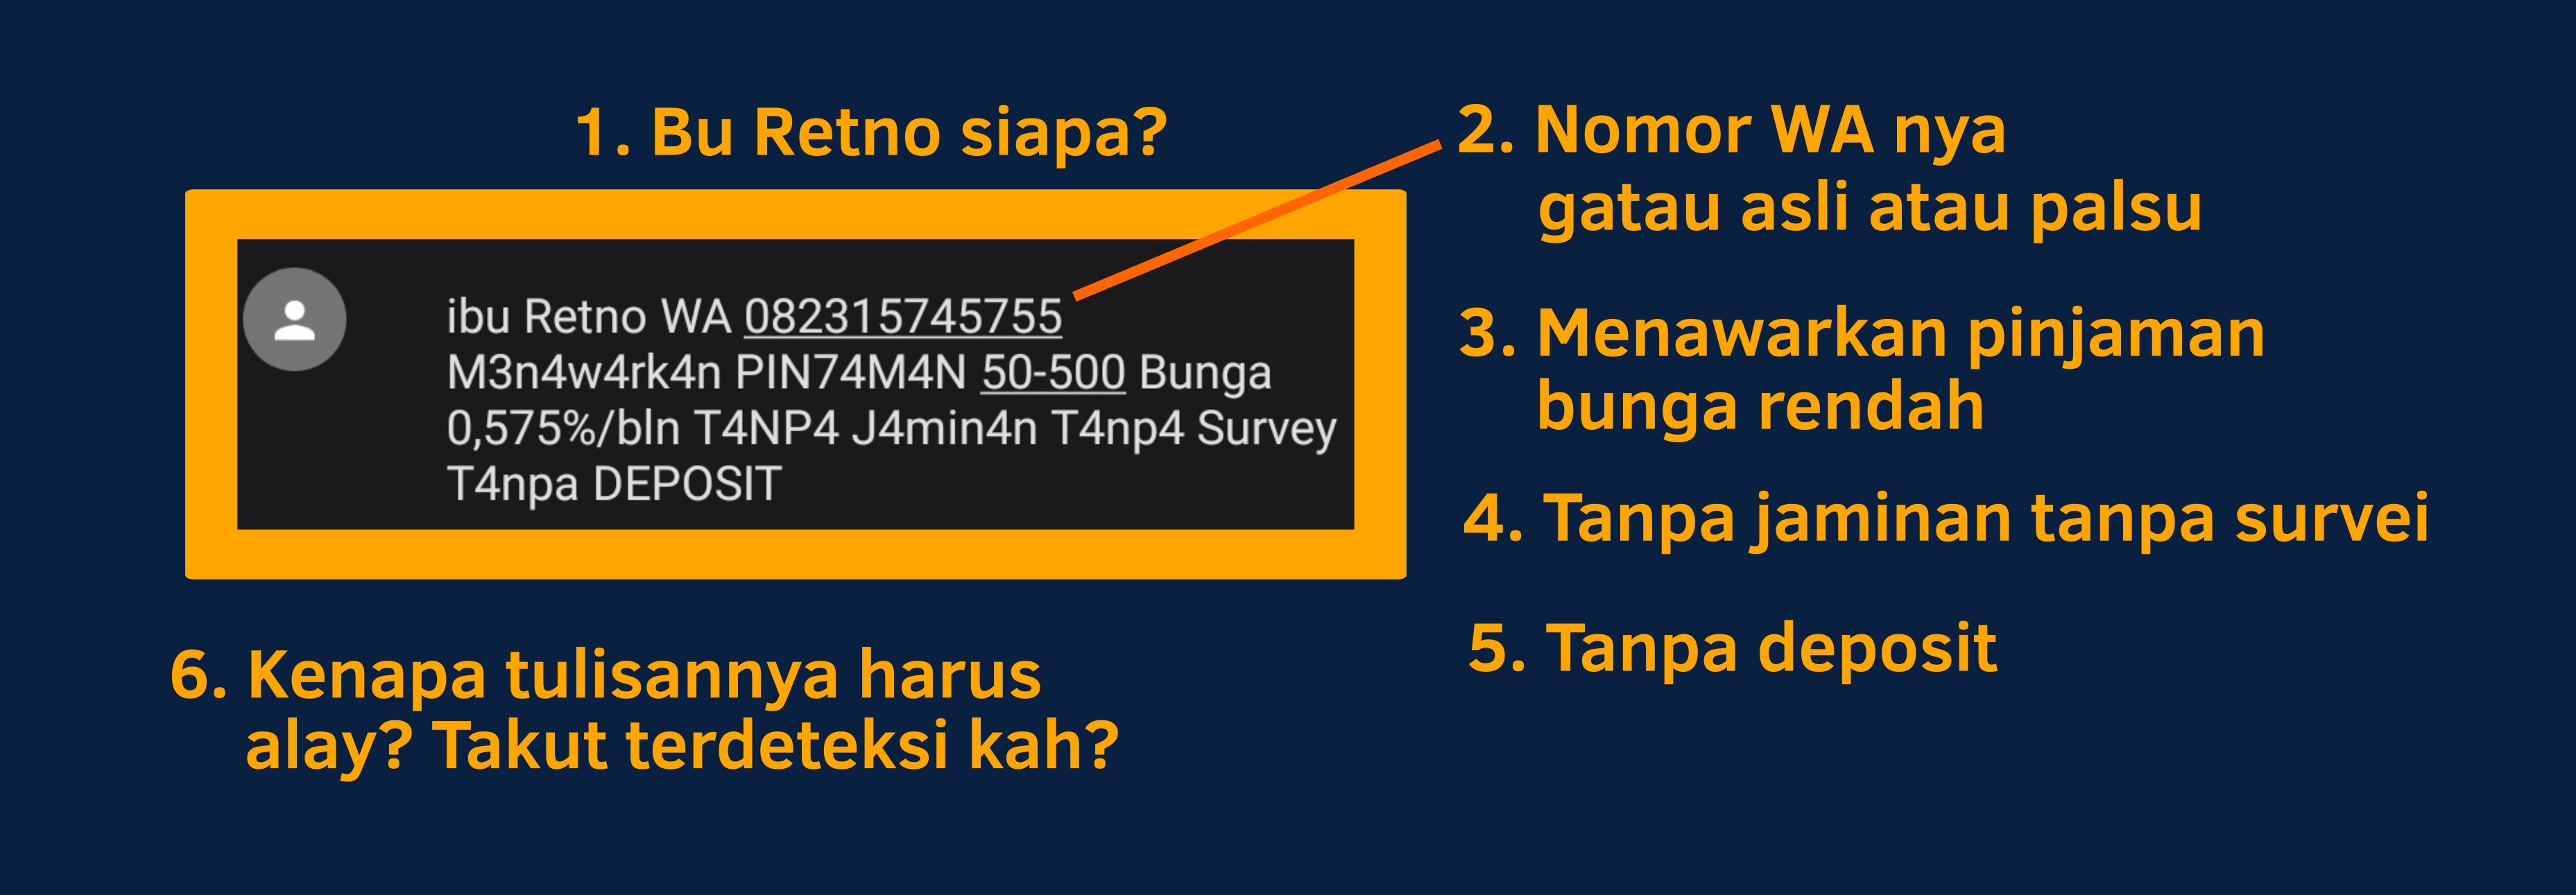 1. Bu Retno siapa?
ibu Retno WA 082315745755
M3n4w4rk4n PIN74M4N 50-500 Bunga
0,575%/bln T4NP4 J4min4n T4np4 Survey
T4npa DEPOSIT
2. Nomor WA nya
gatau asli atau palsu
3. Menawarkan pinjaman
bunga rendah
4. Tanpa jaminan tanpa survei
5. Tanpa deposit
6. Kenapa tulisannya harus
alay? Takut terdeteksi kah?